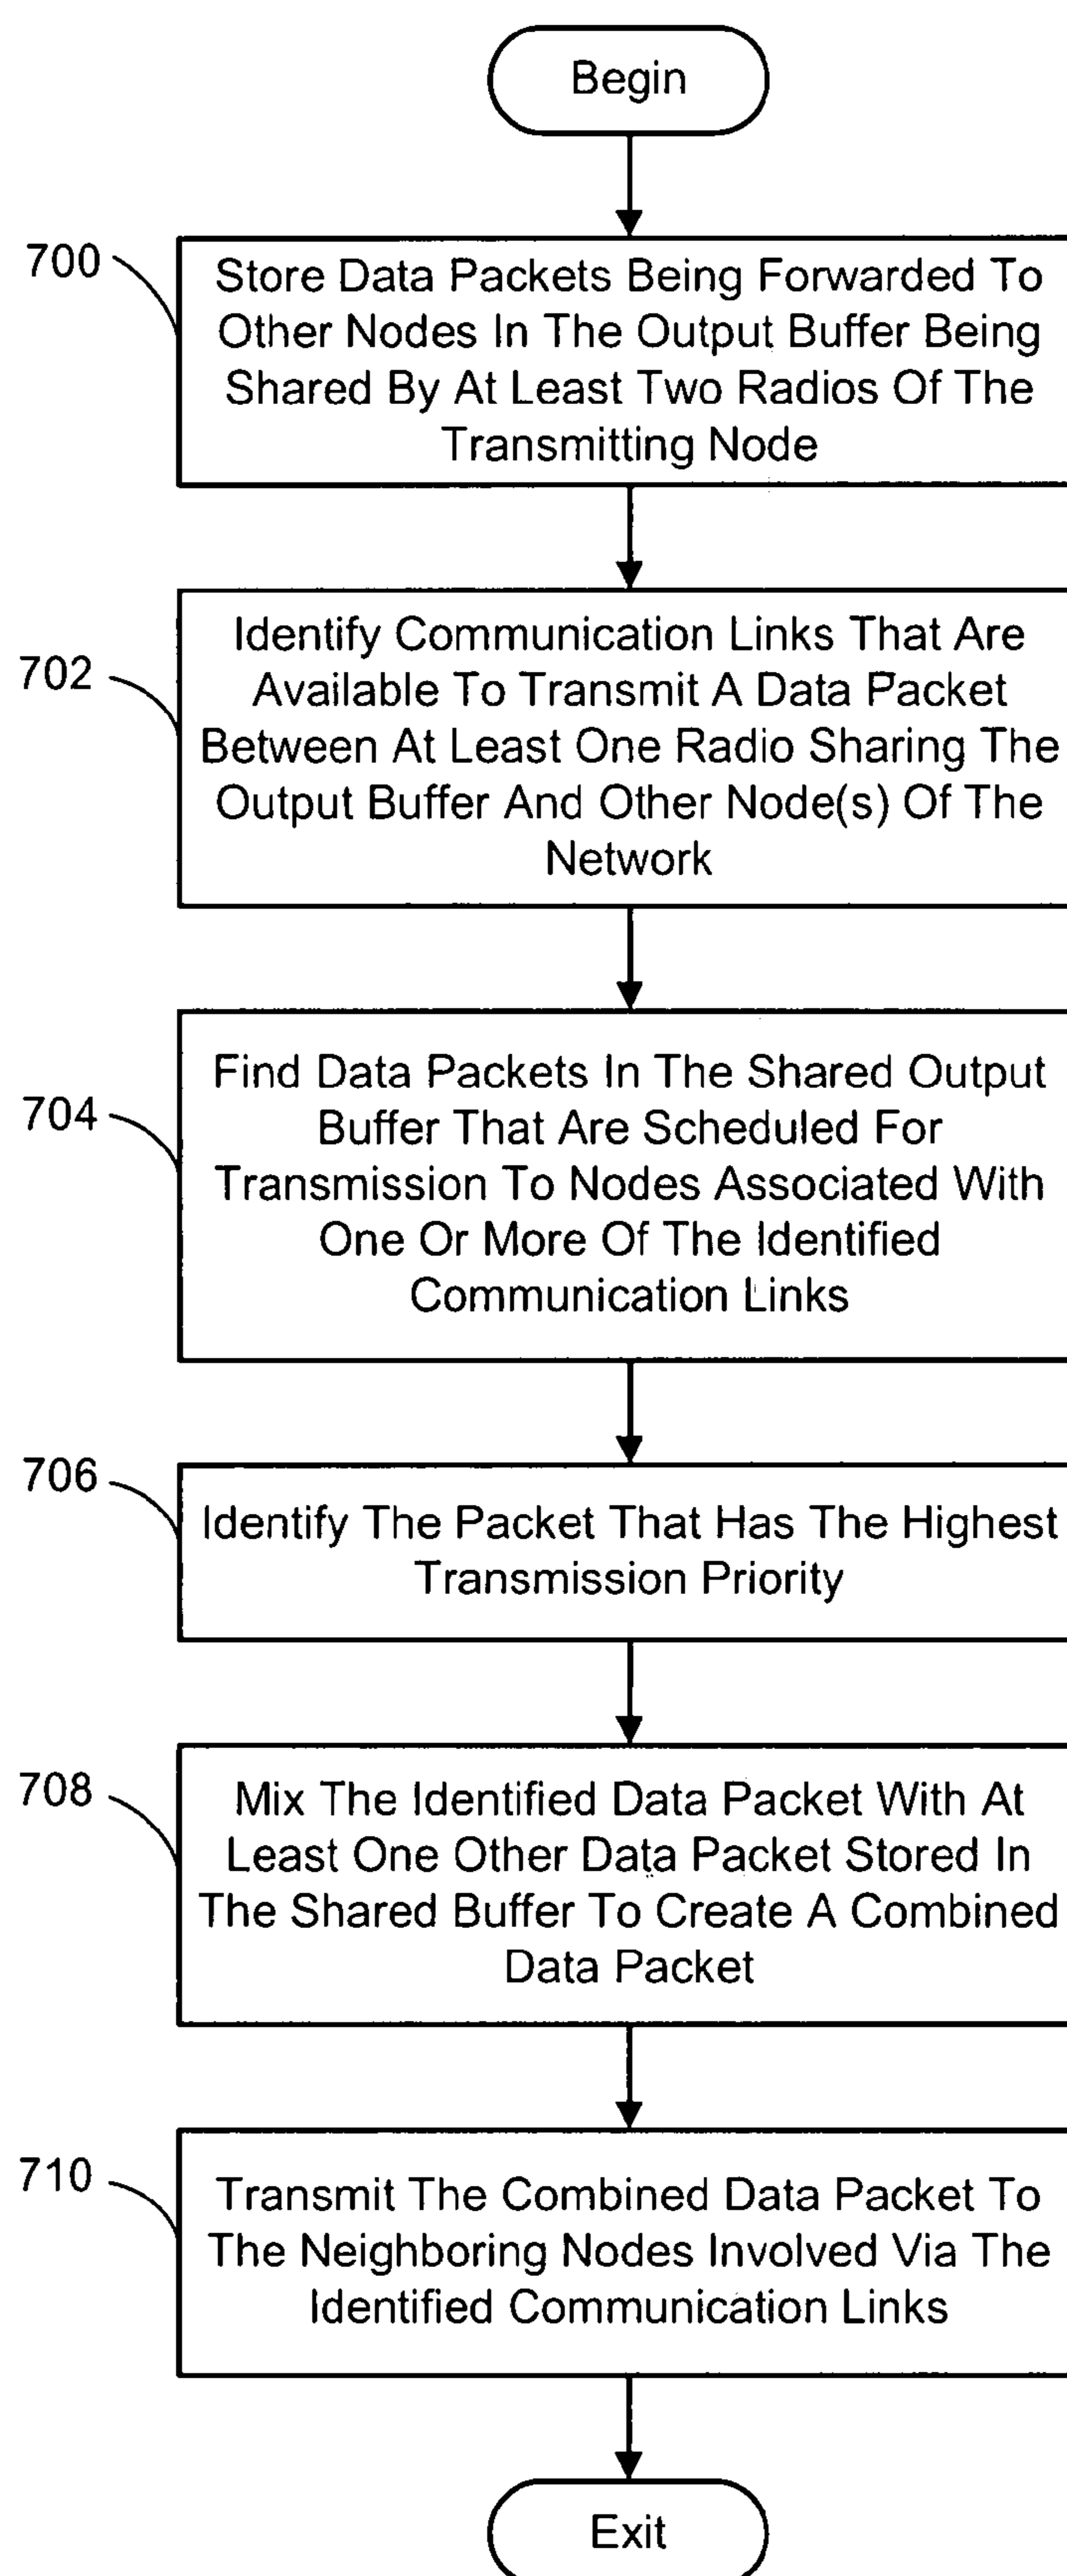 Begin
700
Store Data Packets Being Forwarded To
Other Nodes In The Output Buffer Being
Shared By At Least Two Radios Of The
Transmitting Node
702
Identify Communication Links That Are
Available To Transmit A Data Packet
Between At Least One Radio Sharing The
Output Buffer And Other Node(s) Of The
Network
704
Find Data Packets In The Shared Output
Buffer That Are Scheduled For
Transmission To Nodes Associated With
One Or More Of The Identified
Communication Links
706
Identify The Packet That Has The Highest
Transmission Priority
708
Mix The Identified Data Packet With At
Least One Other Data Packet Stored In
The Shared Buffer To Create A Combined
Data Packet
710
Transmit The Combined Data Packet To
The Neighboring Nodes Involved Via The
Identified Communication Links
Exit